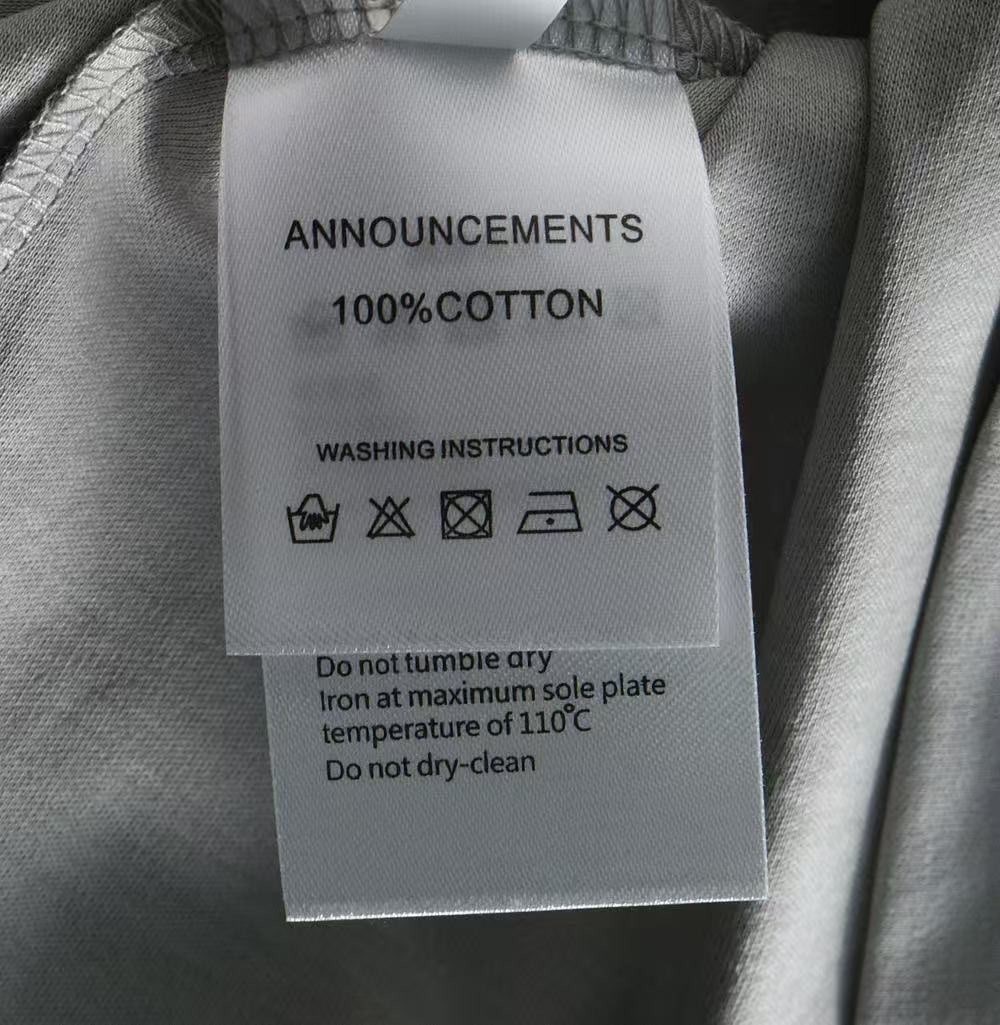 ANNOUNCEMENTS
100%COTTON
WASHING INSTRUCTIONS
Do not tumble dry
Iron at maximum sole plate
temperature of 110°C
Do not dry-clean